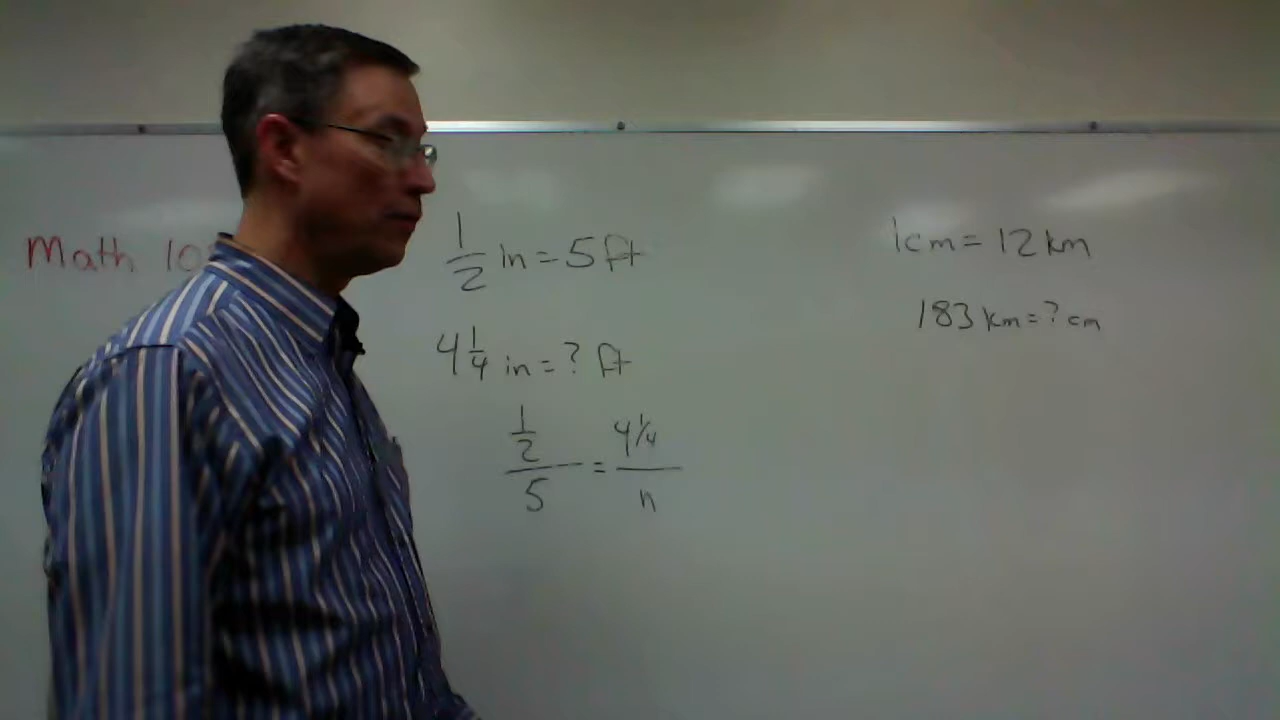 Math 10
1/2 in = 5 ft
4 1/4 in = ? ft
1/2 / 5 = 4 1/4 / n
1cm = 12 km
183 km = ? cm